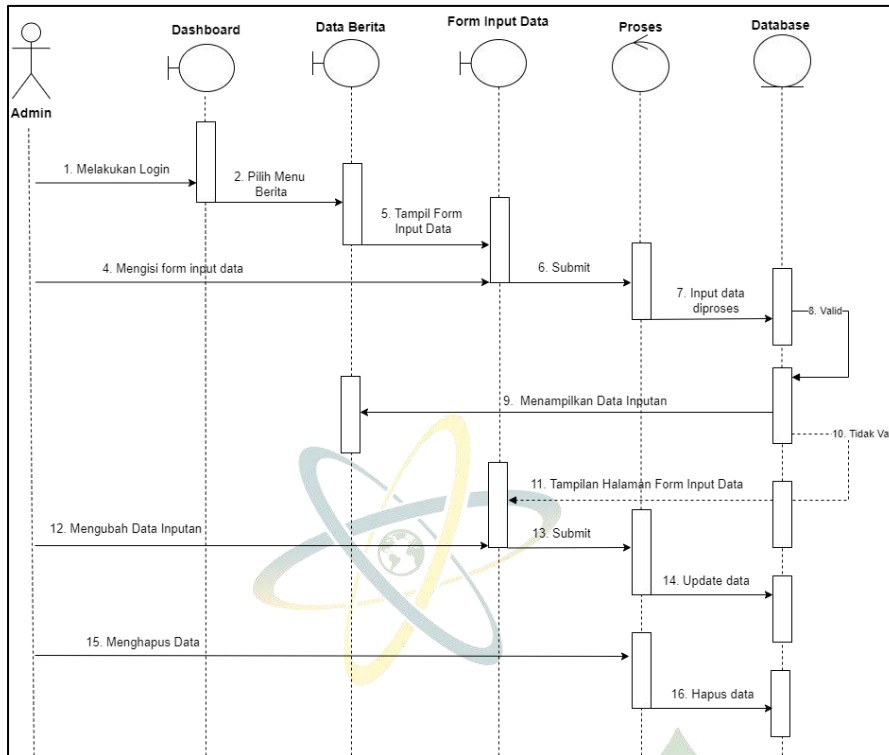 Dashboard
Data Berita
Form Input Data
Proses
Database
Admin
1. Melakukan Login
2. Pilih Menu
Berita
5. Tampil Form
Input Data
4. Mengisi form input data
6. Submit
7. Input data
diproses
8. Valid
9. Menampilkan Data Inputan
10. Tidak Va
11. Tampilan Halaman Form Input Data
12. Mengubah Data Inputan
13. Submit
14. Update data
15. Menghapus Data
16. Hapus data